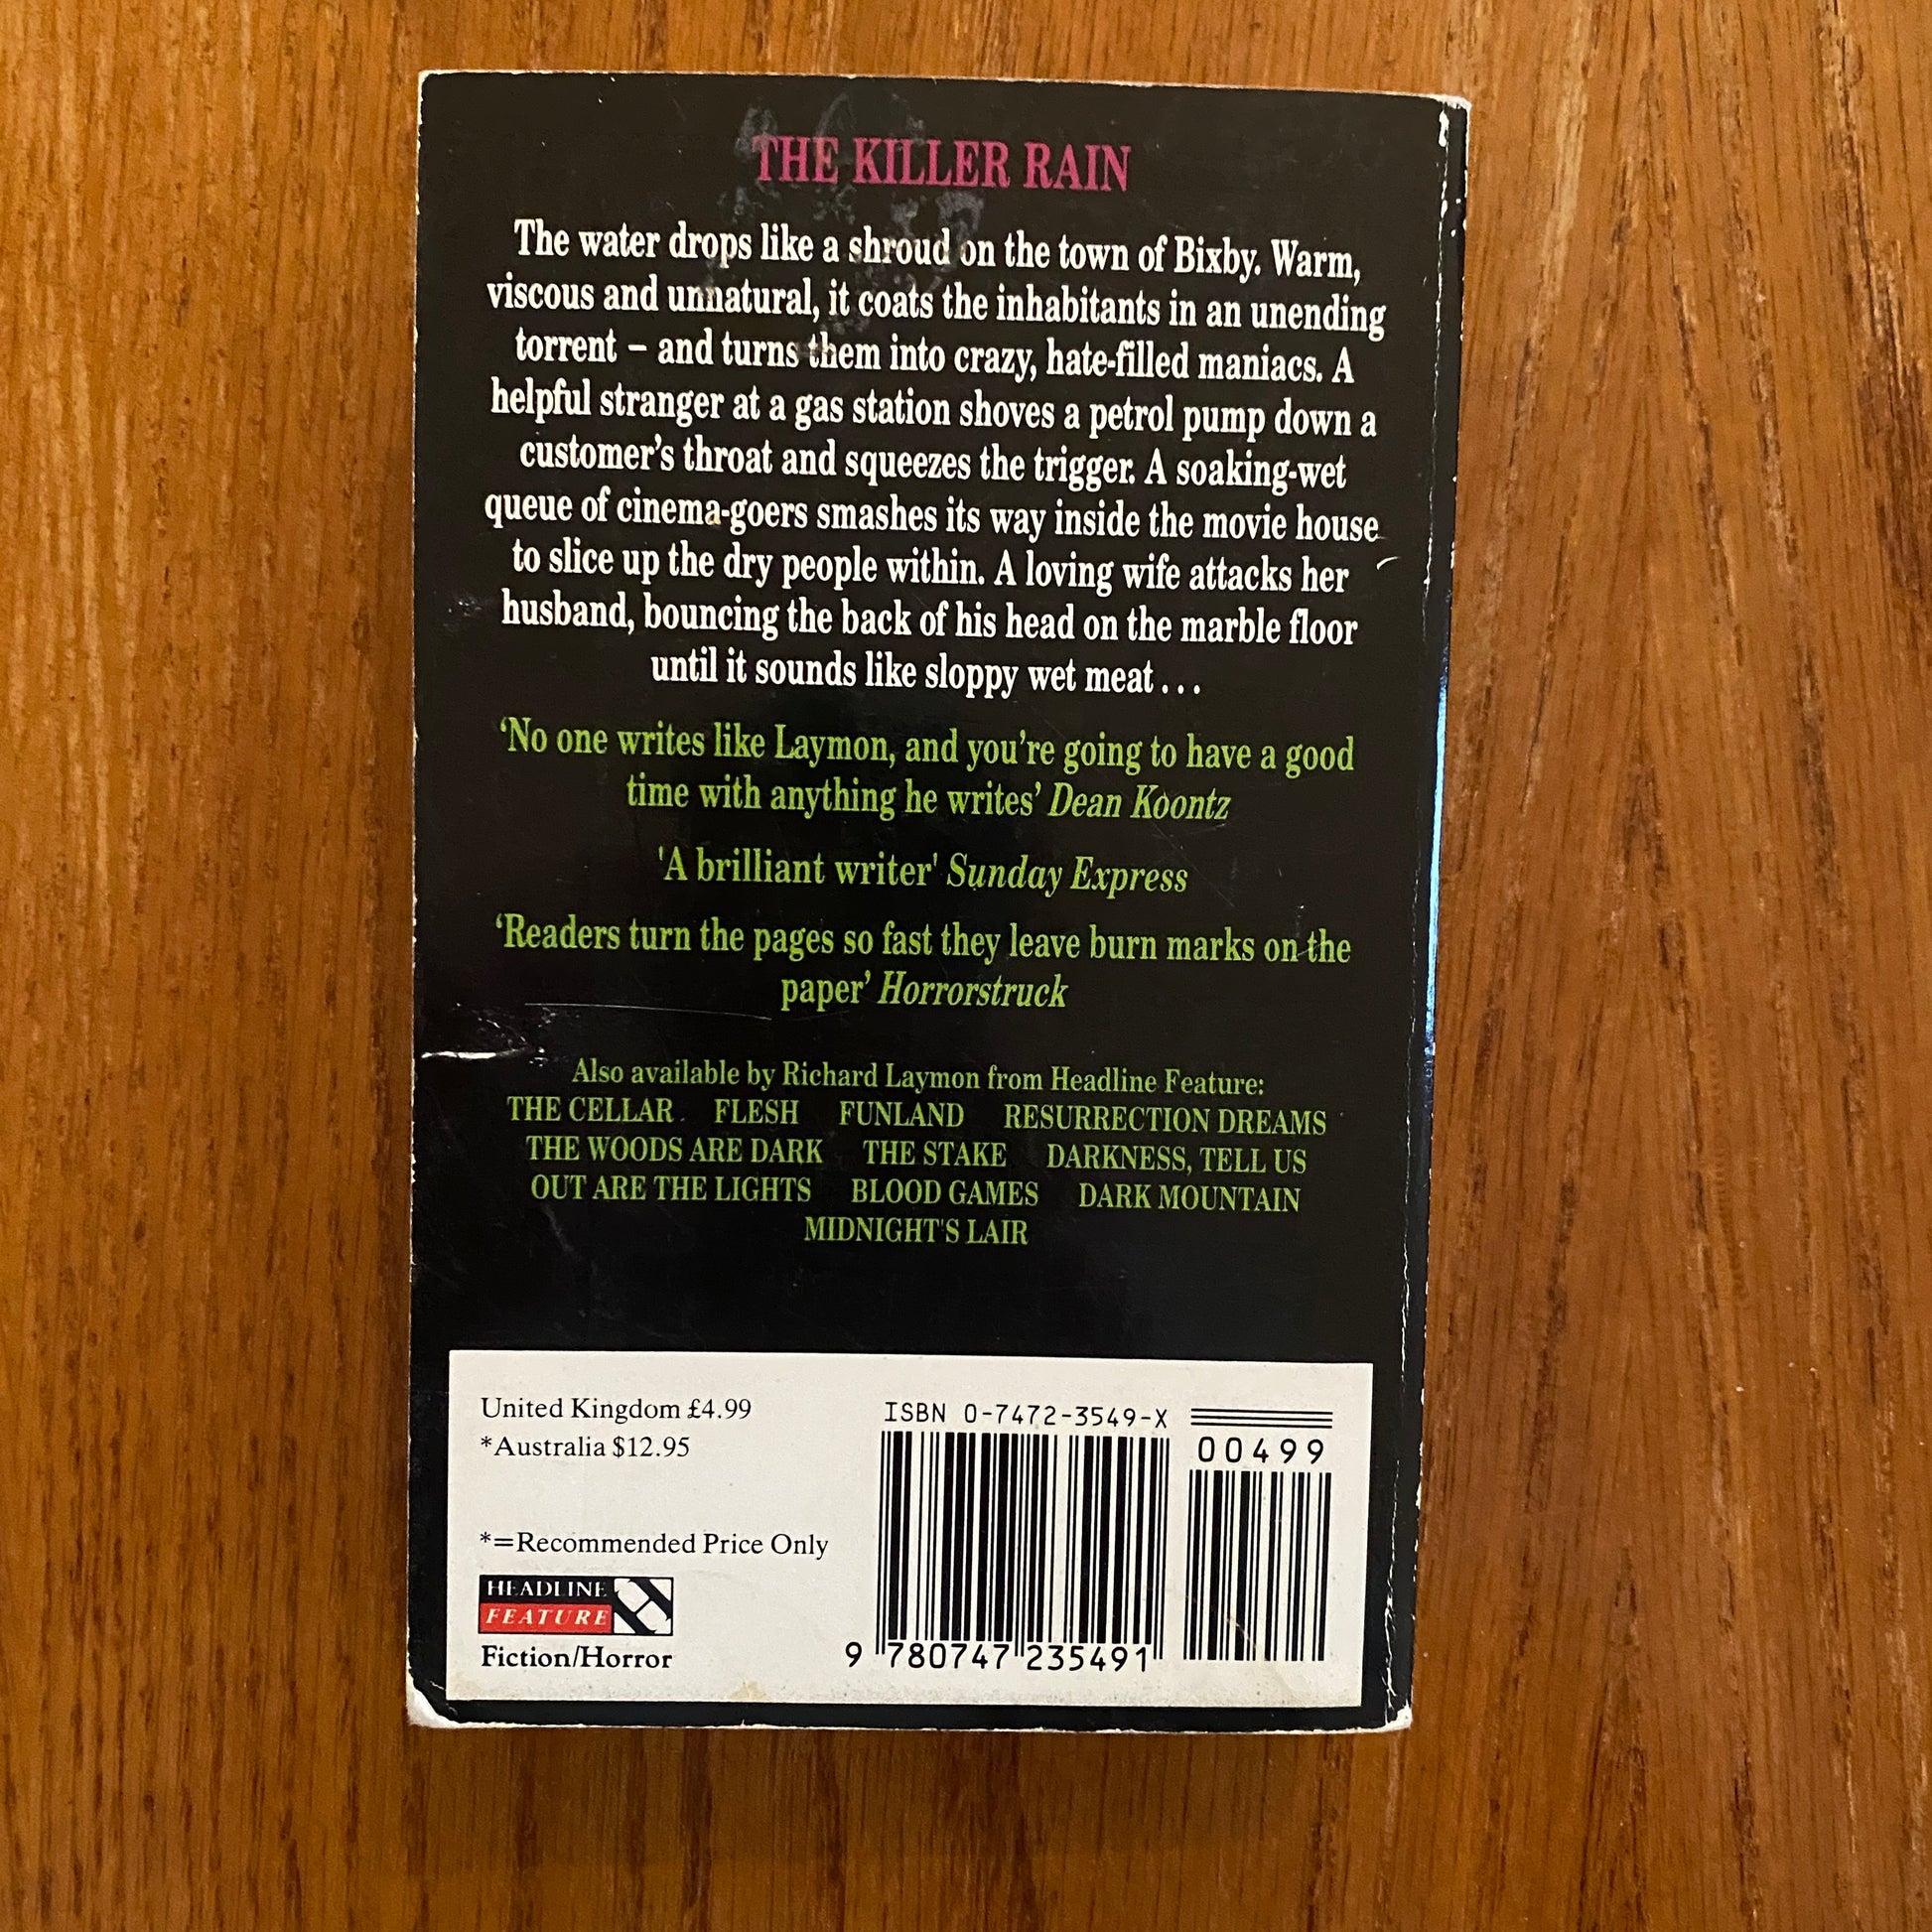 THE KILLER RAIN
The water drops like a shroud on the town of Bixby. Warm,
viscous and unnatural, it coats the inhabitants in an unending
torrent – and turns them into crazy, hate-filled maniacs. A
helpful stranger at a gas station shoves a petrol pump down a
customer’s throat and squeezes the trigger. A soaking-wet
queue of cinema-goers smashes its way inside the movie house
to slice up the dry people within. A loving wife attacks her
husband, bouncing the back of his head on the marble floor
until it sounds like sloppy wet meat . . .
‘No one writes like Laymon, and you’re going to have a good
time with anything he writes’ Dean Koontz
'A brilliant writer' Sunday Express
‘Readers turn the pages so fast they leave burn marks on the
paper’ Horrorstruck
Also available by Richard Laymon from Headline Feature:
THE CELLAR FLESH FUNLAND RESURRECTION DREAMS
THE WOODS ARE DARK THE STAKE DARKNESS, TELL US
OUT ARE THE LIGHTS BLOOD GAMES DARK MOUNTAIN
MIDNIGHT'S LAIR
United Kingdom £4.99
*Australia $12.95
*=Recommended Price Only
HEADLINE
FEATURE
Fiction/Horror
ISBN 0-7472-3549-X
00499
9 780747 235491